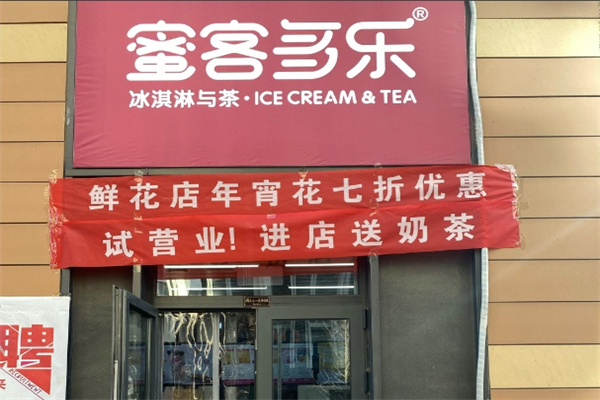 蜜客多乐®
冰淇淋与茶·ICE CREAM & TEA
鲜花店年宵花七折优惠
试营业!进店送奶茶
聘
RECRUITMENT